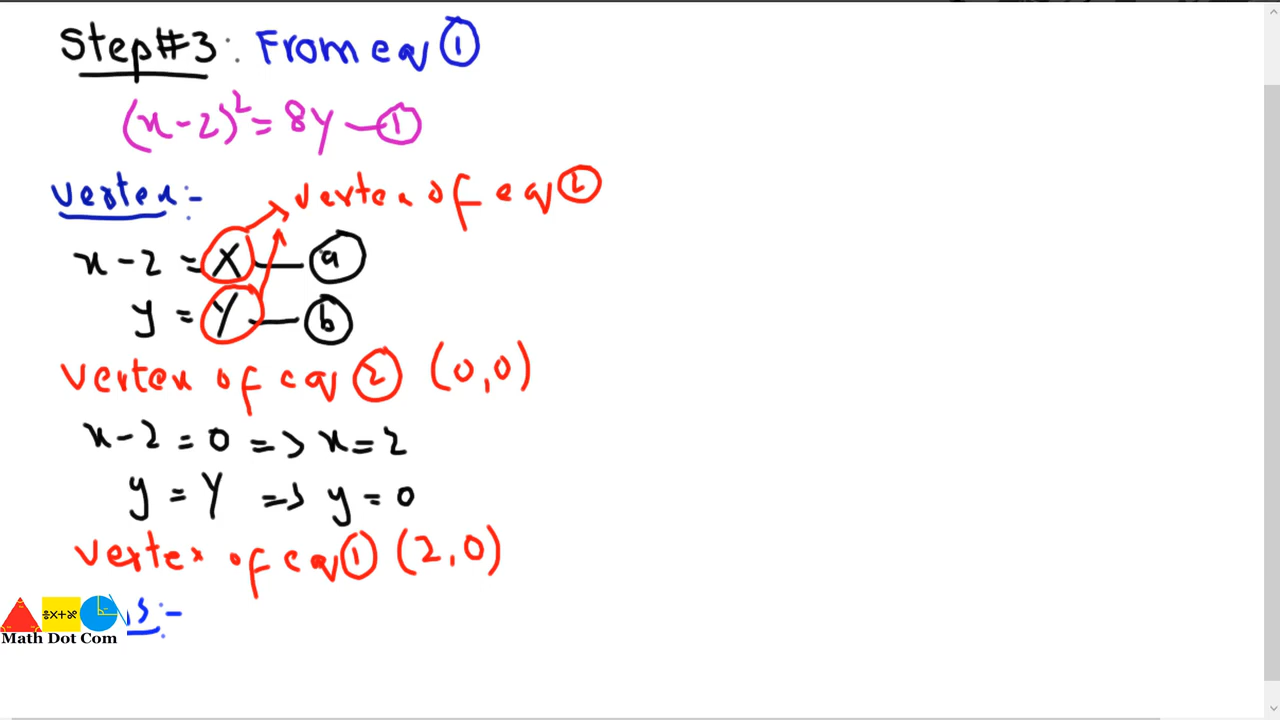 Step#3: From eq ①
(x-2)² = 8y — ①
Vertex:- vertex of eq ②
x-2 = X — ⓐ
y = Y — ⓑ
Vertex of eq ② (0,0)
x-2 = 0 => x=2
y = Y => y = 0
Vertex of eq ① (2,0)
s:-
÷X+৯
Math Dot Com